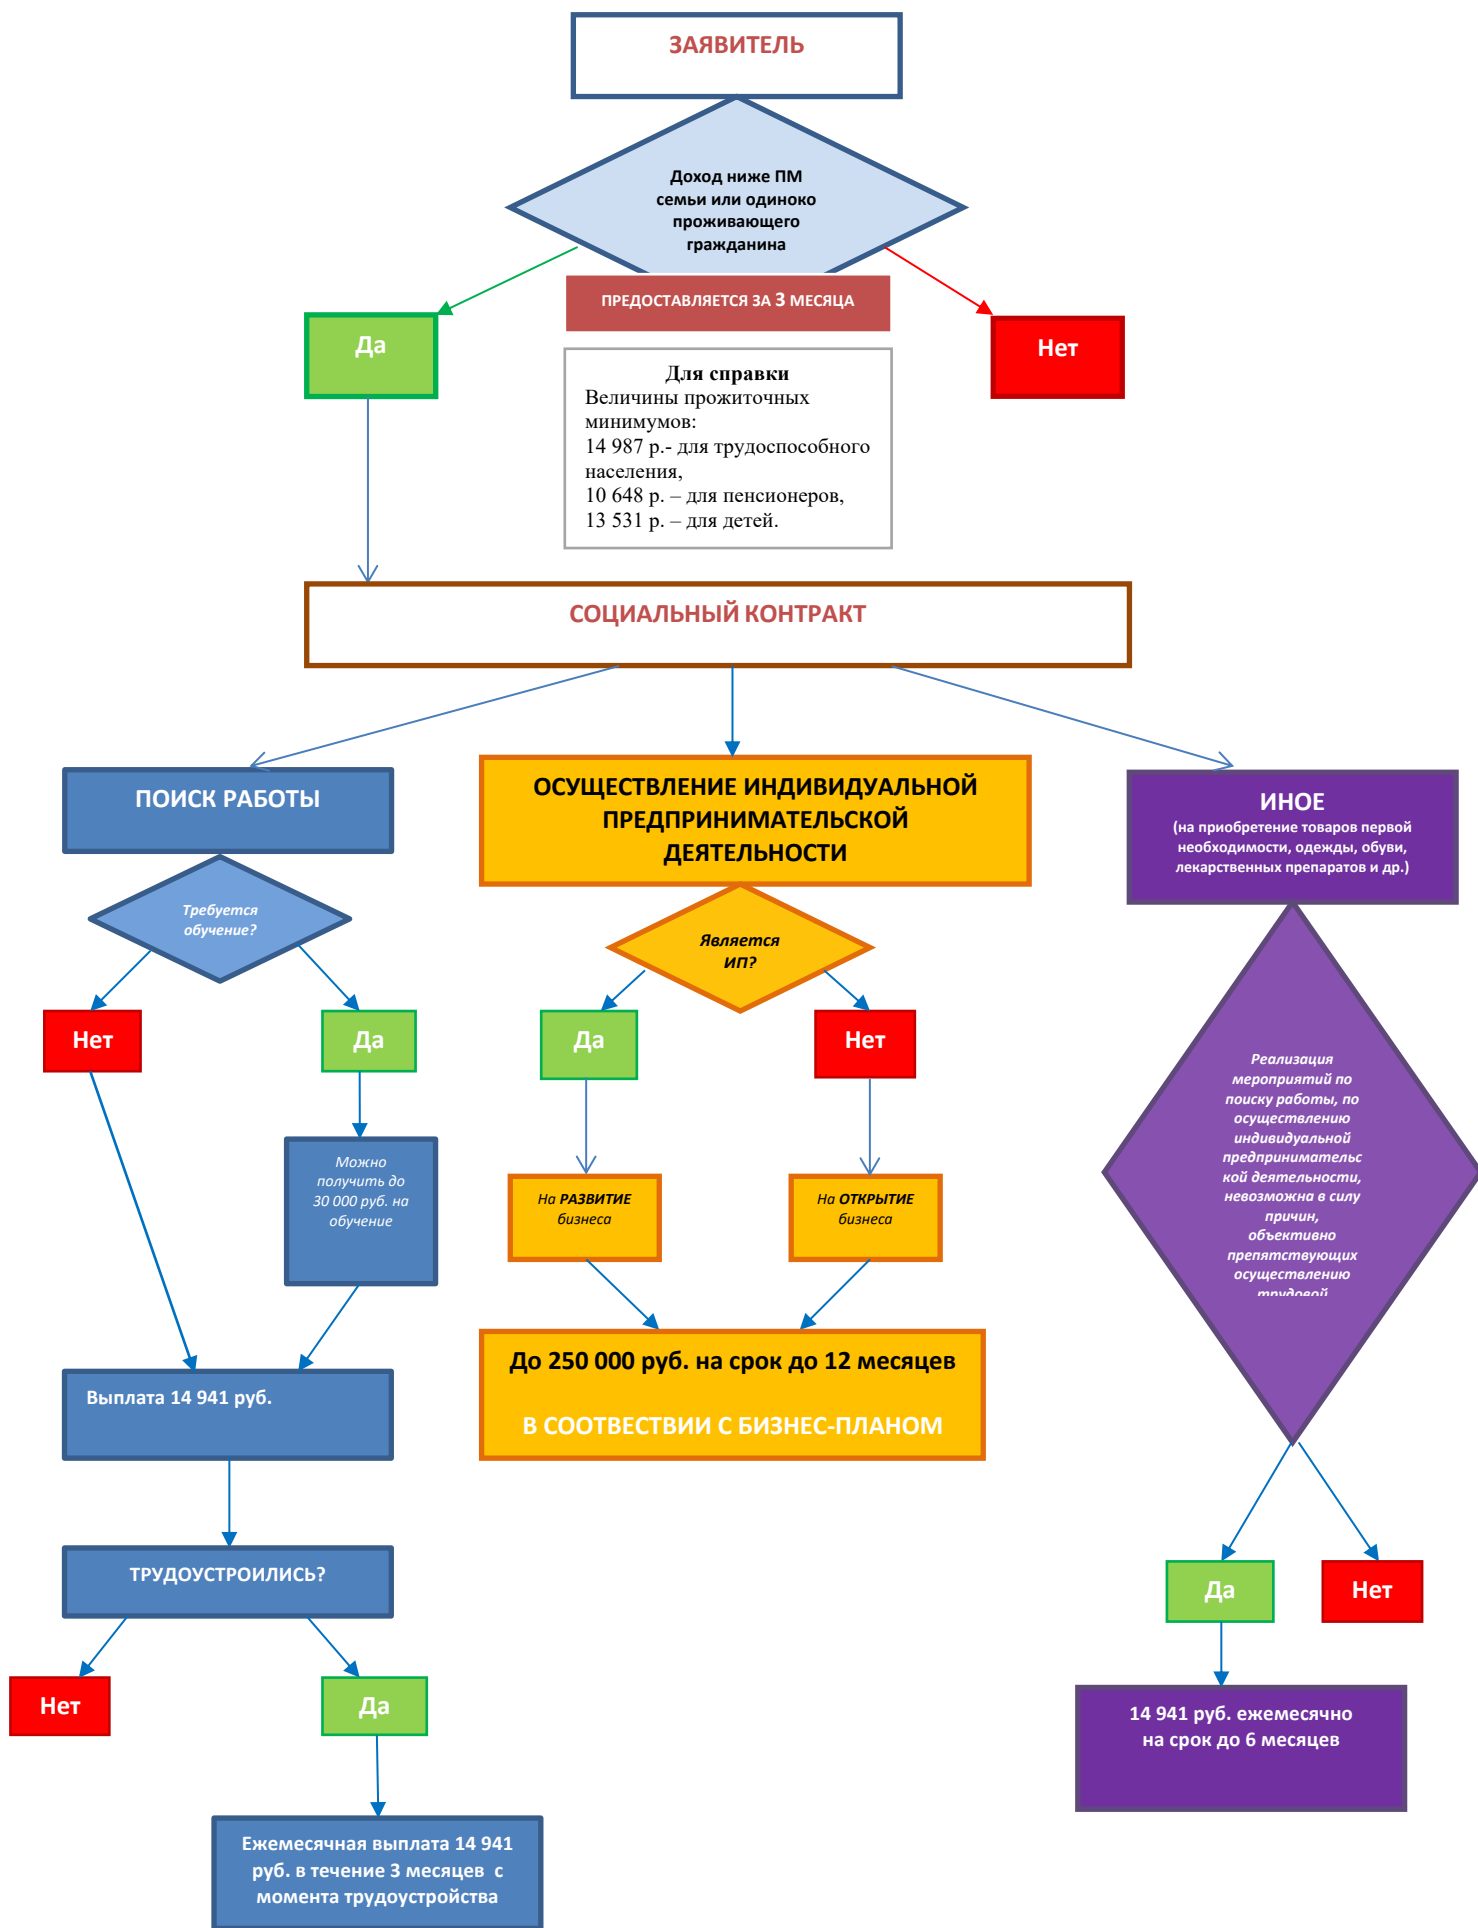 ЗАЯВИТЕЛЬ
Доход ниже ПМ
семьи или одиноко
проживающего
гражданина
ПРЕДОСТАВЛЯЕТСЯ ЗА 3 МЕСЯЦА
Да
Нет
Для справки
Величины прожиточных
минимумов:
14 987 р.- для трудоспособного
населения,
10 648 р. – для пенсионеров,
13 531 р. – для детей.
СОЦИАЛЬНЫЙ КОНТРАКТ
ПОИСК РАБОТЫ
Требуется
обучение?
Нет
Да
Можно
получить до
30 000 руб. на
обучение
Выплата 14 941 руб.
ТРУДОУСТРОИЛИСЬ?
Нет
Да
Ежемесячная выплата 14 941
руб. в течение 3 месяцев с
момента трудоустройства
ОСУЩЕСТВЛЕНИЕ ИНДИВИДУАЛЬНОЙ
ПРЕДПРИНИМАТЕЛЬСКОЙ
ДЕЯТЕЛЬНОСТИ
Является
ИП?
Да
Нет
На РАЗВИТИЕ
бизнеса
На ОТКРЫТИЕ
бизнеса
До 250 000 руб. на срок до 12 месяцев
В СООТВЕСТВИИ С БИЗНЕС-ПЛАНОМ
ИНОЕ
(на приобретение товаров первой
необходимости, одежды, обуви,
лекарственных препаратов и др.)
Реализация
мероприятий по
поиску работы, по
осуществлению
индивидуальной
предпринимательс
кой деятельности,
невозможна в силу
причин,
объективно
препятствующих
осуществлению
трудовой
Да
Нет
14 941 руб. ежемесячно
на срок до 6 месяцев